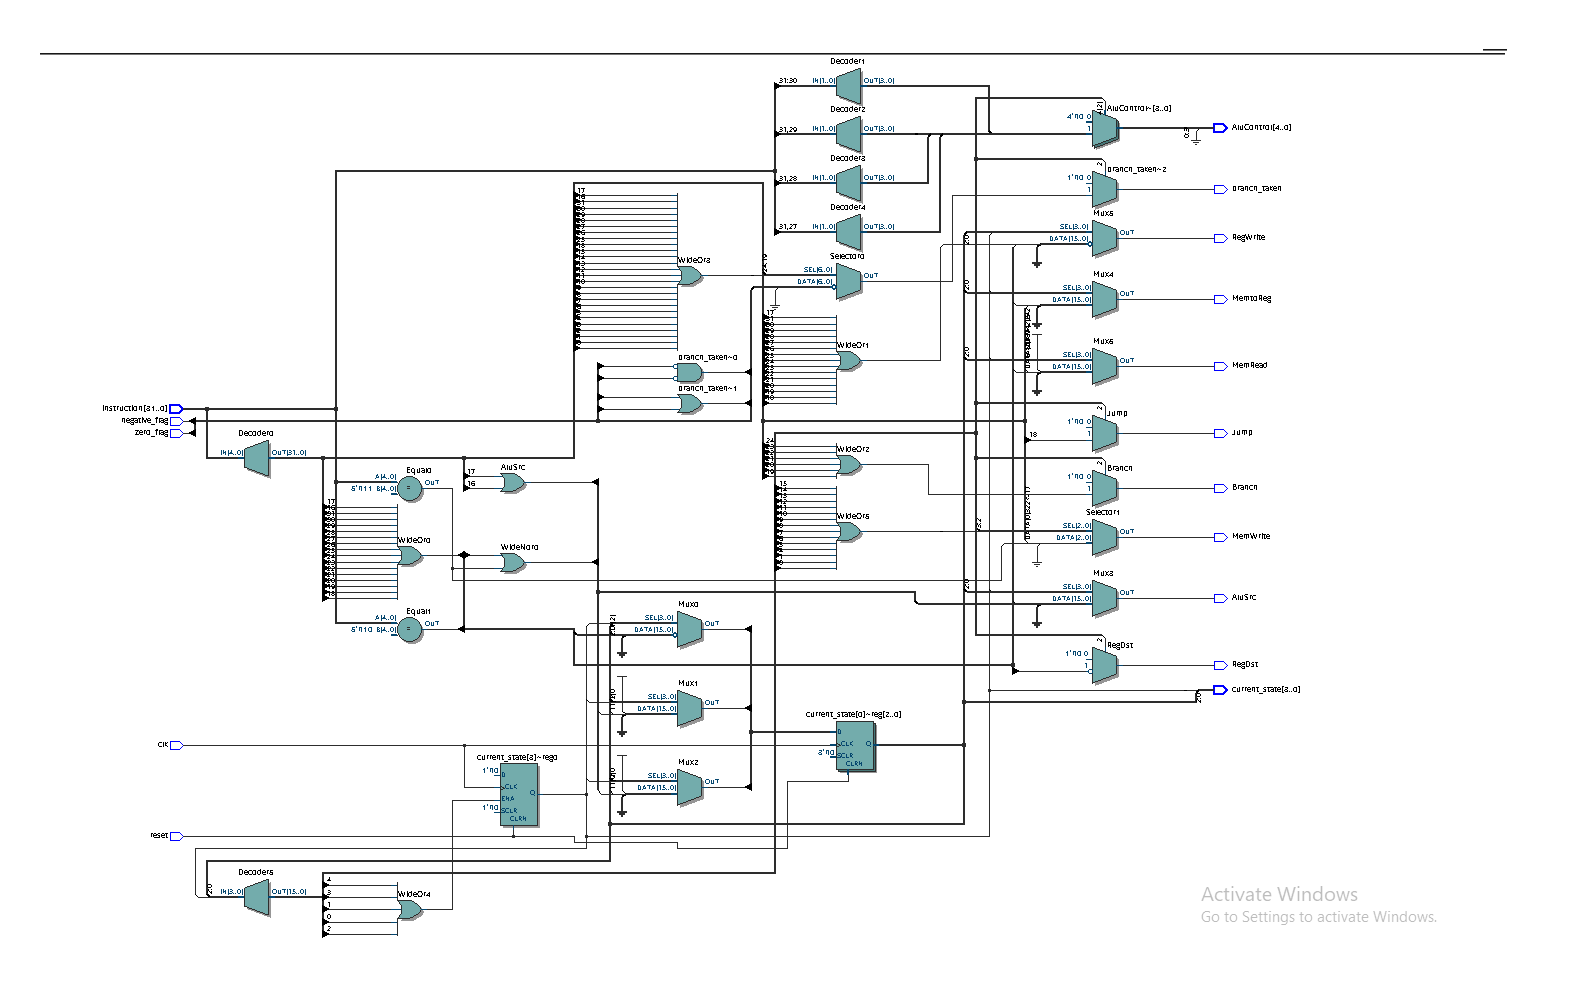 Decoder1
31:30 IN[1..0] OUT[3..0]
Decoder2
31,29 IN[1..0] OUT[3..0]
Decoder3
31,28 IN[1..0] OUT[3..0]
Decoder4
31,27 IN[1..0] OUT[3..0]
Selector0
SEL[6..0]
DATA[6..0]
OUT
WideOr3
WideOr1
branch_taken~0
branch_taken~1
instruction[31..0]
negative_flag
zero_flag
Decoder0
IN[4..0] OUT[31..0]
Equal0
A[4..0]
5'h11 B[4..0]
OUT
AluSrc
17
16
WideOr0
WideNor0
Equal1
A[4..0]
5'h10 B[4..0]
OUT
WideOr2
WideOr5
Mux0
SEL[3..0]
DATA[15..0]
OUT
Mux1
SEL[3..0]
DATA[15..0]
OUT
Mux2
SEL[3..0]
DATA[15..0]
OUT
clk
current_state[3]~reg0
1'h0 D
SCLK
ENA
1'h0 SCLR
CLRN
Q
current_state[0]~reg[2..0]
D
SCLK
3'h0 SCLR
CLRN
Q
reset
Decoder5
IN[3..0] OUT[15..0]
WideOr4
4
3
1
0
2
AluControl~[3..0]
4'h0 0
1
AluControl[4..0]
branch_taken~2
1'h0 0
1
branch_taken
Mux5
SEL[3..0]
DATA[15..0]
OUT
RegWrite
Mux4
SEL[3..0]
DATA[15..0]
OUT
MemtoReg
Mux6
SEL[3..0]
DATA[15..0]
OUT
MemRead
Jump
1'h0 0
18
1
Jump
Branch
1'h0 0
1
Branch
Selector1
SEL[2..0]
DATA[2..0]
OUT
MemWrite
Mux3
SEL[3..0]
DATA[15..0]
OUT
AluSrc
RegDst
1'h0 0
1
RegDst
current_state[3..0]
Activate Windows
Go to Settings to activate Windows.